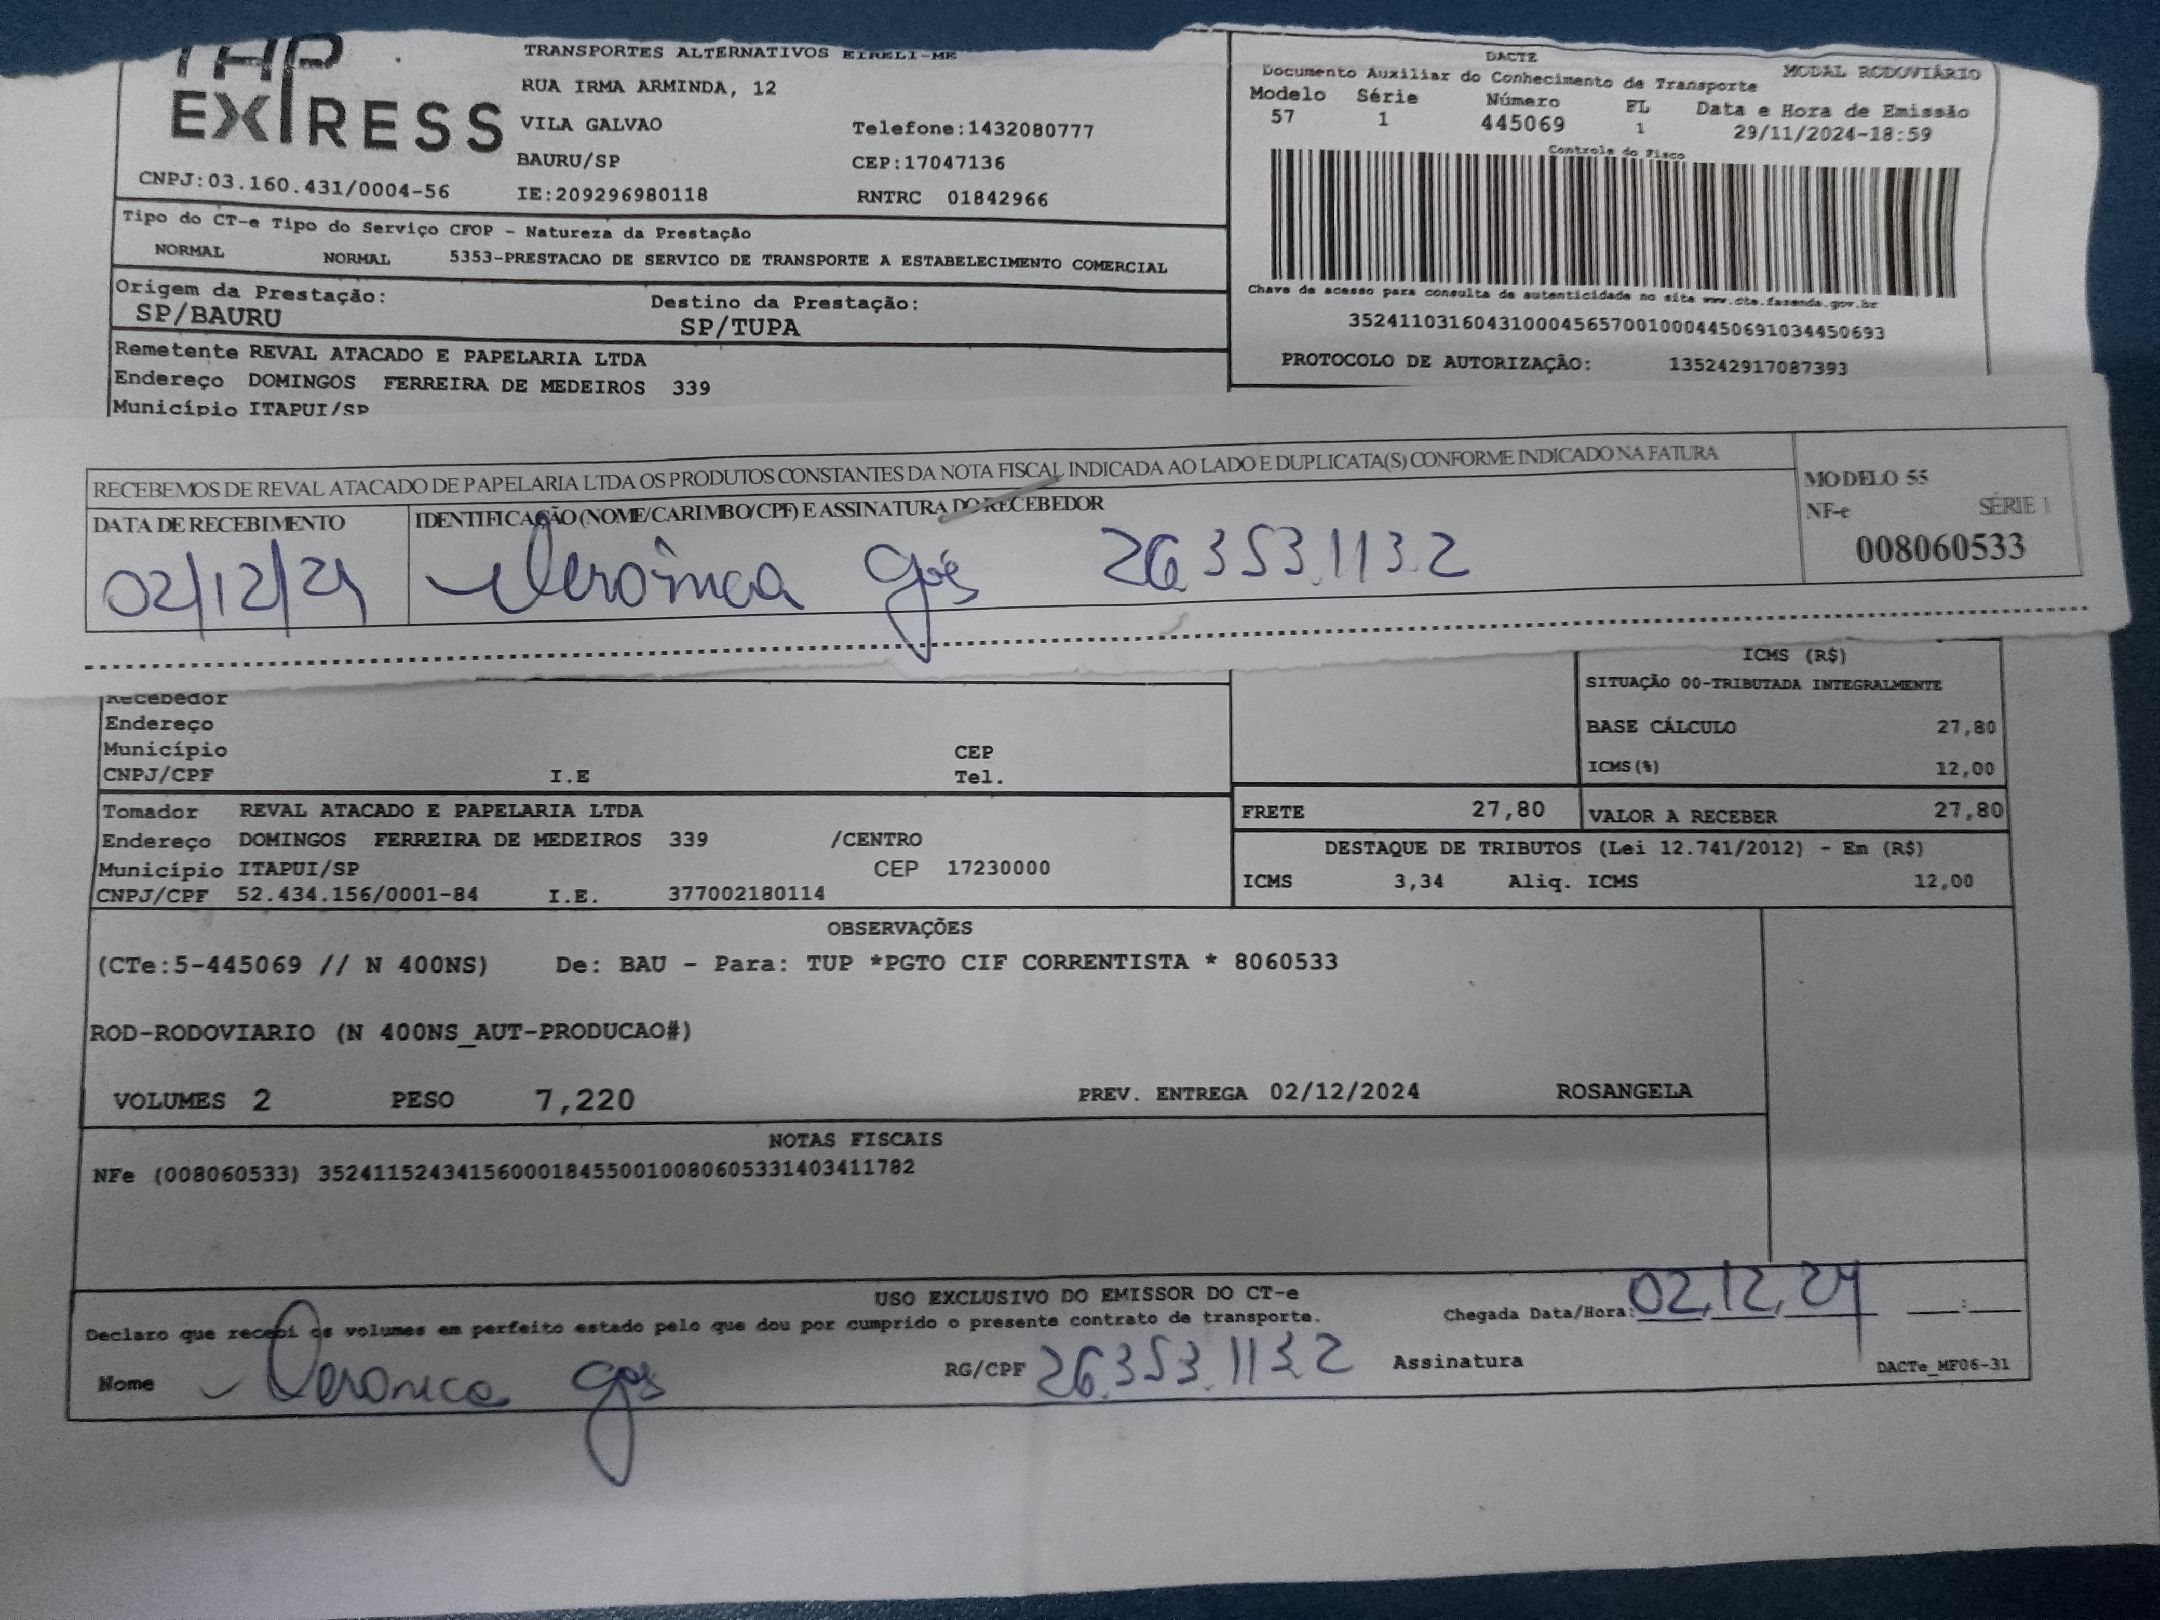 EXPRESS
CNPJ:03.160.431/0004-56
TRANSPORTES ALTERNATIVOS EIRELI-ME
RUA IRMA ARMINDA, 12
VILA GALVAO Telefone:1432080777
BAURU/SP CEP:17047136
IE:209296980118 RNTRC 01842966
DACTE
Documento Auxiliar do Conhecimento de Transporte MODAL RODOVIÁRIO
Modelo Série Número FL Data e Hora de Emissão
57 1 445069 1 29/11/2024-18:59
Controle do Fisco
Chave de acesso para consulta de autenticidade no site www.cte.fazenda.gov.br
35241103160431000456570010004450691034450693
PROTOCOLO DE AUTORIZAÇÃO: 135242917087393
Tipo do CT-e Tipo do Serviço CFOP - Natureza da Prestação
NORMAL NORMAL 5353-PRESTACAO DE SERVICO DE TRANSPORTE A ESTABELECIMENTO COMERCIAL
Origem da Prestação: Destino da Prestação:
SP/BAURU SP/TUPA
Remetente REVAL ATACADO E PAPELARIA LTDA
Endereço DOMINGOS FERREIRA DE MEDEIROS 339
Município ITAPUI/SP
RECEBEMOS DE REVAL ATACADO DE PAPELARIA LTDA OS PRODUTOS CONSTANTES DA NOTA FISCAL INDICADA AO LADO E DUPLICATA(S) CONFORME INDICADO NA FATURA
DATA DE RECEBIMENTO IDENTIFICAÇÃO (NOME/CARIMBO/CPF) E ASSINATURA DO RECEBEDOR
02/12/24 Verônica Góis 26.353.113.2
MODELO 55
NF-e SÉRIE 1
008060533
Recebedor
Endereço
Município CEP
CNPJ/CPF I.E Tel.
ICMS (R$)
SITUAÇÃO 00-TRIBUTADA INTEGRALMENTE
BASE CÁLCULO 27,80
ICMS(%) 12,00
Tomador REVAL ATACADO E PAPELARIA LTDA
Endereço DOMINGOS FERREIRA DE MEDEIROS 339 /CENTRO
Município ITAPUI/SP CEP 17230000
CNPJ/CPF 52.434.156/0001-84 I.E. 377002180114
FRETE 27,80 VALOR A RECEBER 27,80
DESTAQUE DE TRIBUTOS (Lei 12.741/2012) - En (R$)
ICMS 3,34 Aliq. ICMS 12,00
OBSERVAÇÕES
(CTe:5-445069 // N 400NS) De: BAU - Para: TUP *PGTO CIF CORRENTISTA * 8060533
ROD-RODOVIARIO (N 400NS_AUT-PRODUCAO#)
VOLUMES 2 PESO 7,220 PREV. ENTREGA 02/12/2024 ROSANGELA
NOTAS FISCAIS
NFe (008060533) 35241152434156000184550010080605331403411782
USO EXCLUSIVO DO EMISSOR DO CT-e
Declaro que recebi os volumes em perfeito estado pelo que dou por cumprido o presente contrato de transporte. Chegada Data/Hora: 02.12.24 __:__
Nome Veronica RG/CPF 26.353.113.2 Assinatura DACTe_MF06-31